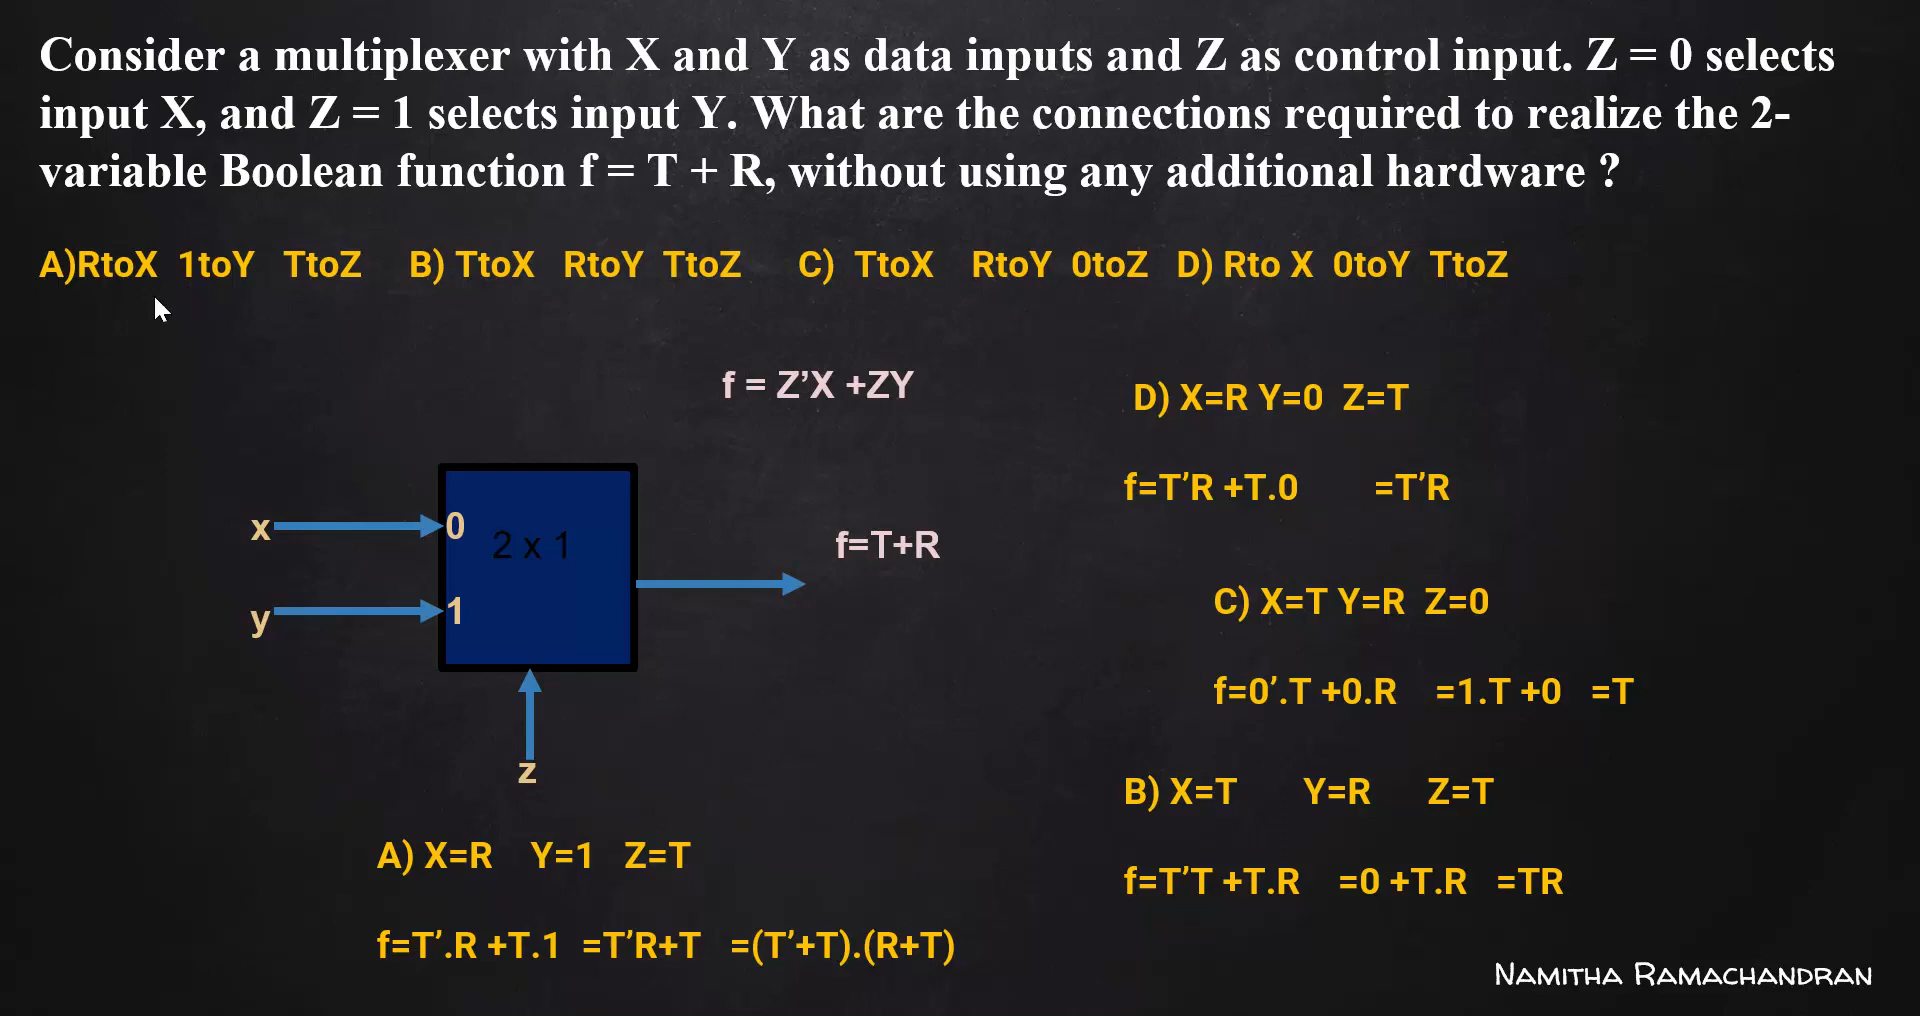 Consider a multiplexer with X and Y as data inputs and Z as control input. Z = 0 selects
input X, and Z = 1 selects input Y. What are the connections required to realize the 2-
variable Boolean function f = T + R, without using any additional hardware ?
A)RtoX 1toY TtoZ B) TtoX RtoY TtoZ C) TtoX RtoY 0toZ D) Rto X 0toY TtoZ
f = Z’X +ZY
D) X=R Y=0 Z=T
f=T’R +T.0 =T’R
x
0
2 x 1
f=T+R
y
1
z
C) X=T Y=R Z=0
f=0’.T +0.R =1.T +0 =T
B) X=T Y=R Z=T
f=T’T +T.R =0 +T.R =TR
A) X=R Y=1 Z=T
f=T’.R +T.1 =T’R+T =(T’+T).(R+T)
NAMITHA RAMACHANDRAN